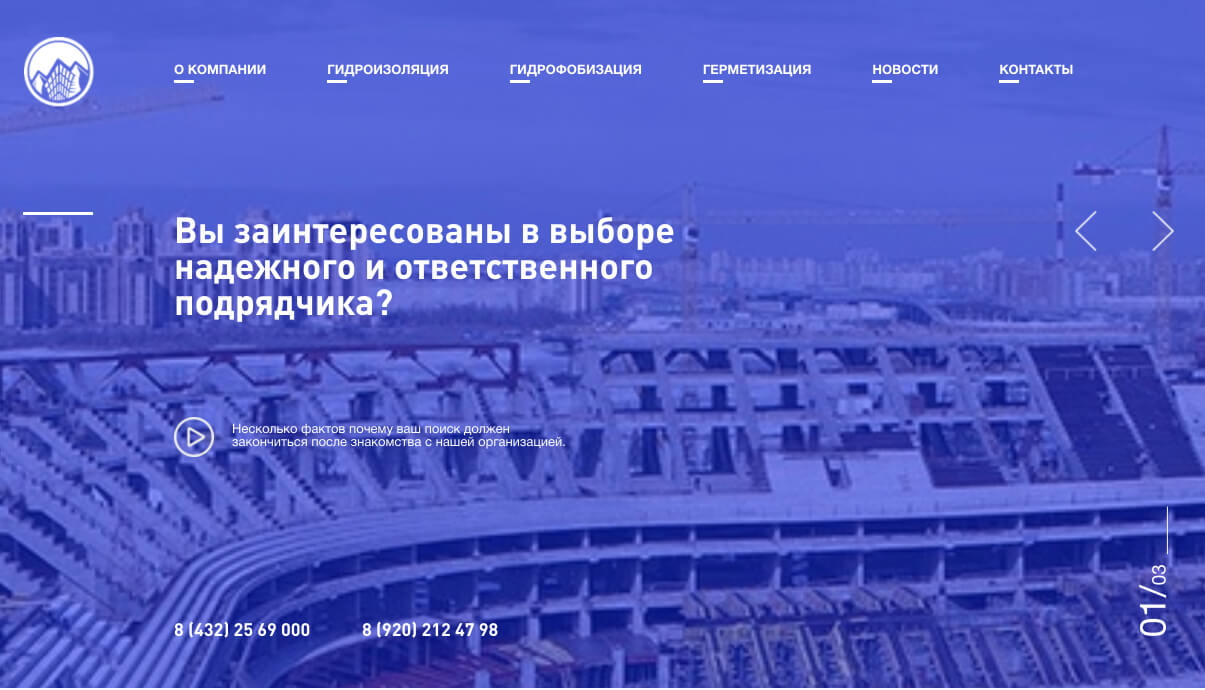 О КОМПАНИИ
ГИДРОИЗОЛЯЦИЯ
ГИДРОФОБИЗАЦИЯ
ГЕРМЕТИЗАЦИЯ
НОВОСТИ
КОНТАКТЫ
Вы заинтересованы в выборе
надежного и ответственного
подрядчика?
Несколько фактов почему ваш поиск должен
закончиться после знакомства с нашей организацией.
8 (432) 25 69 000
8 (920) 212 47 98
01/03